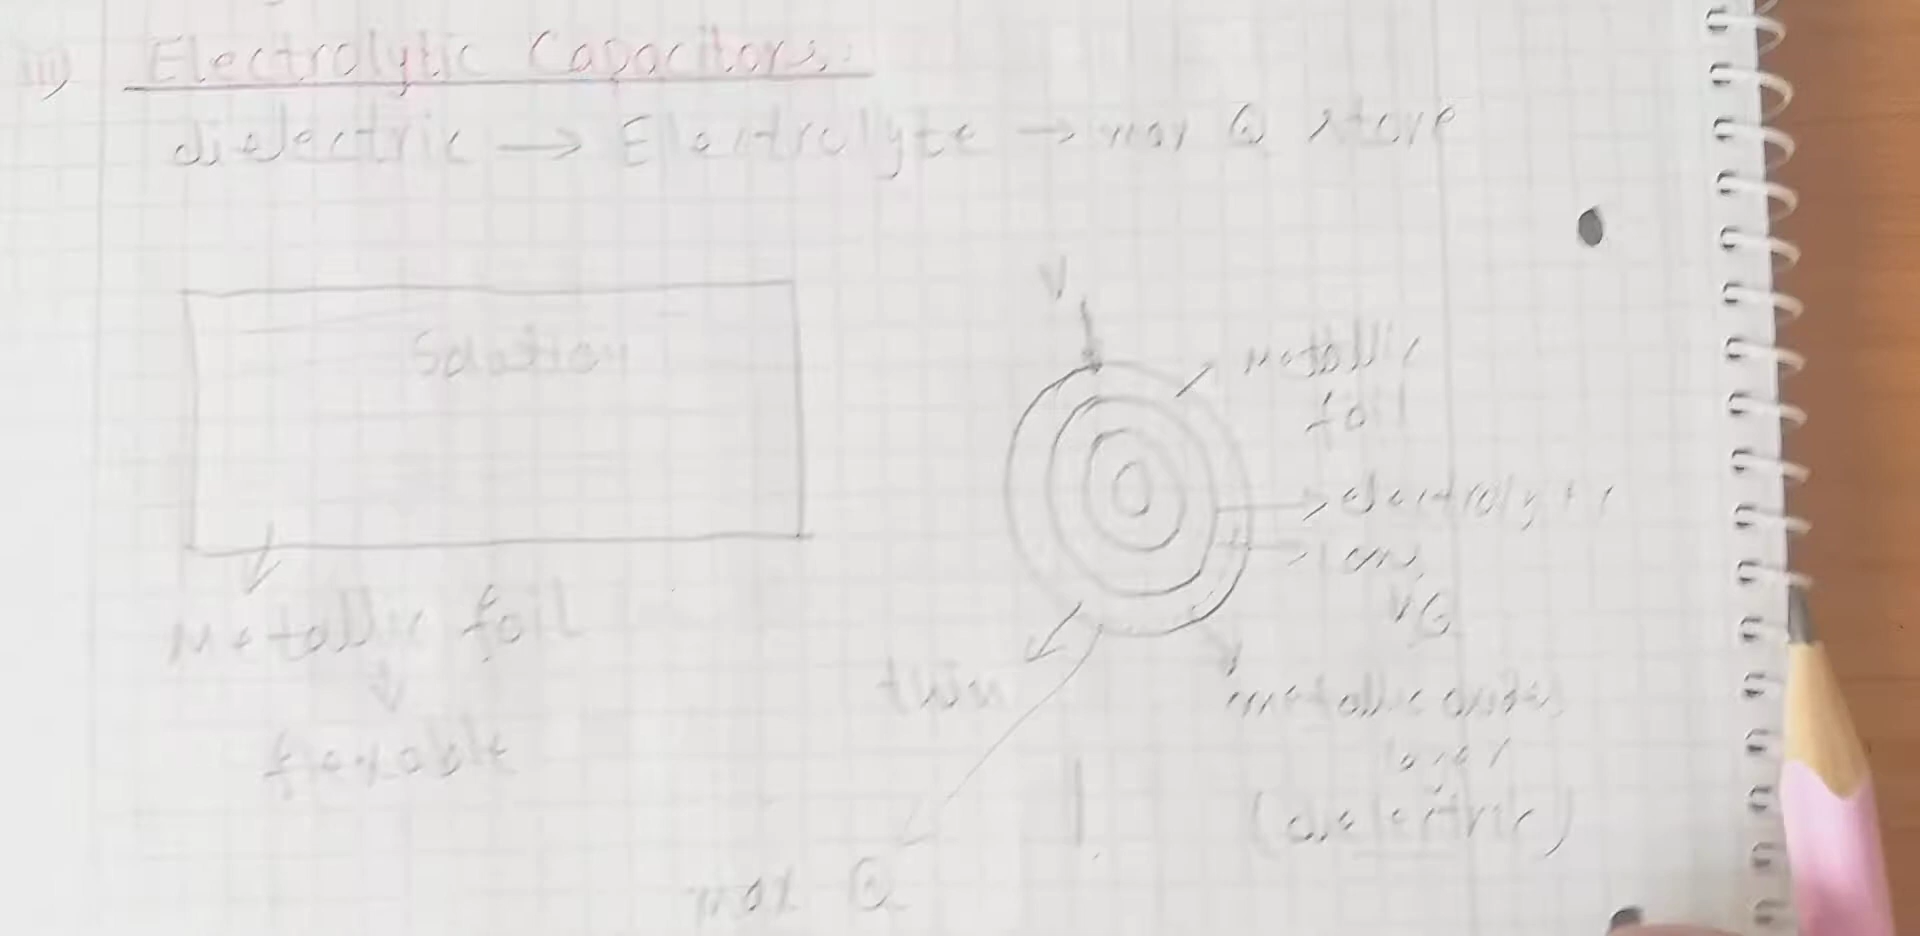 iii) Electrolytic Capacitors.
dielectric → Electrolyte → max Q store
Solution
V
Metallic
foil
electrolyte
ions
Metallic foil
thin
metallic oxide
layer
(dielectric)
max Q